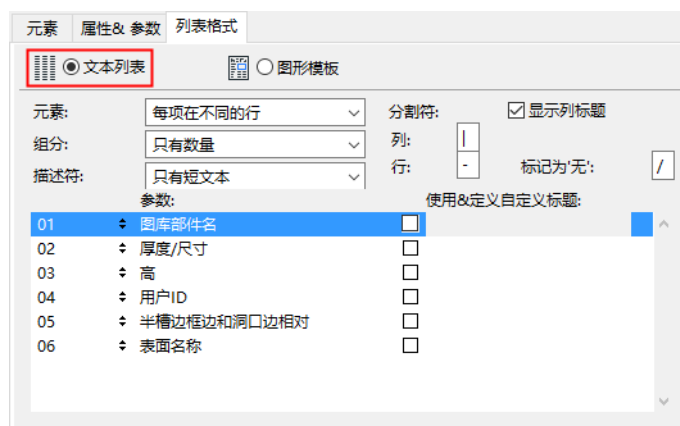 元素 属性& 参数 列表格式
文本列表 图形模板
元素: 每项在不同的行 分割符: 显示列标题
组分: 只有数量 列: |
描述符: 只有短文本 行: - 标记为'无': /
参数: 使用&定义自定义标题:
01 图库部件名
02 厚度/尺寸
03 高
04 用户ID
05 半槽边框边和洞口边相对
06 表面名称